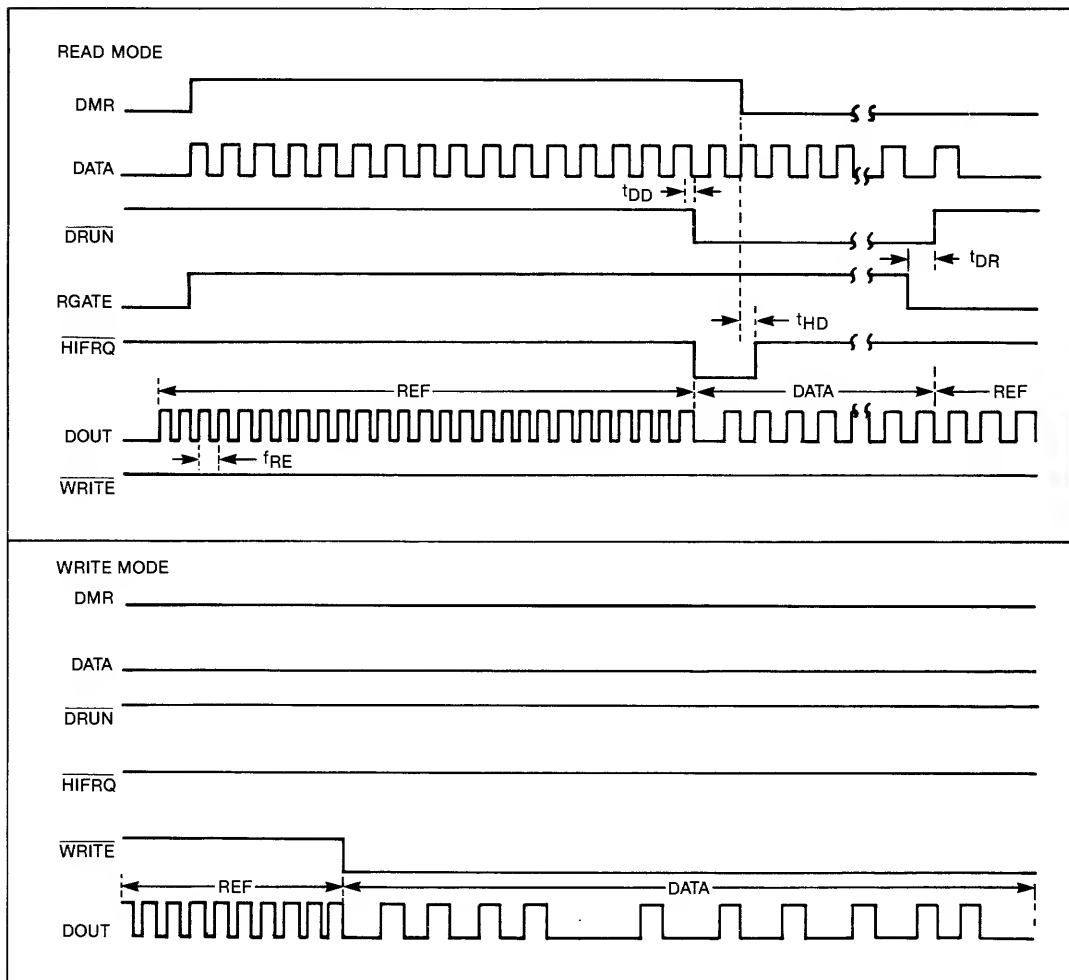 READ MODE
DMR
DATA
tDD
DRUN
tDR
RGATE
tHD
HIFRQ
REF DATA REF
DOUT
fRE
WRITE
WRITE MODE
DMR
DATA
DRUN
HIFRQ
WRITE
REF DATA
DOUT